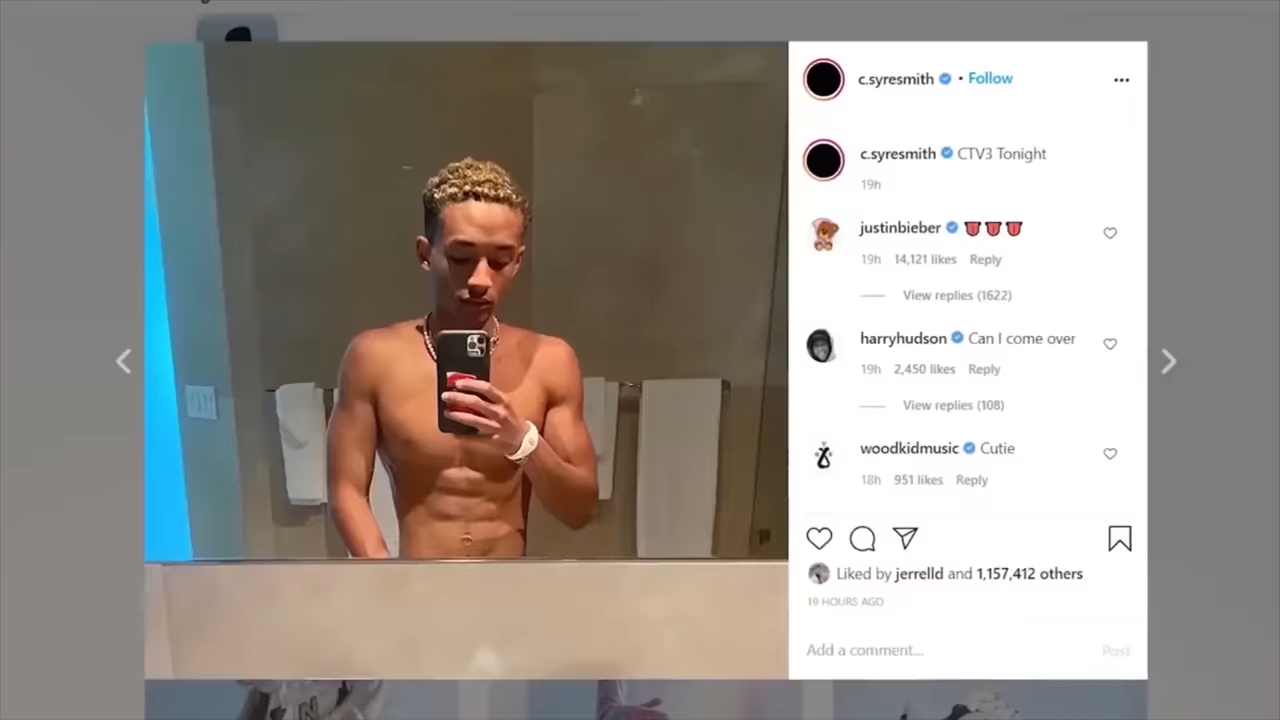 c.syresmith • Follow
c.syresmith CTV3 Tonight
19h
justinbieber
19h 14,121 likes Reply
View replies (1622)
harryhudson Can I come over
19h 2,450 likes Reply
View replies (108)
woodkidmusic Cutie
18h 951 likes Reply
Liked by jerrelld and 1,157,412 others
19 HOURS AGO
Add a comment...
Post